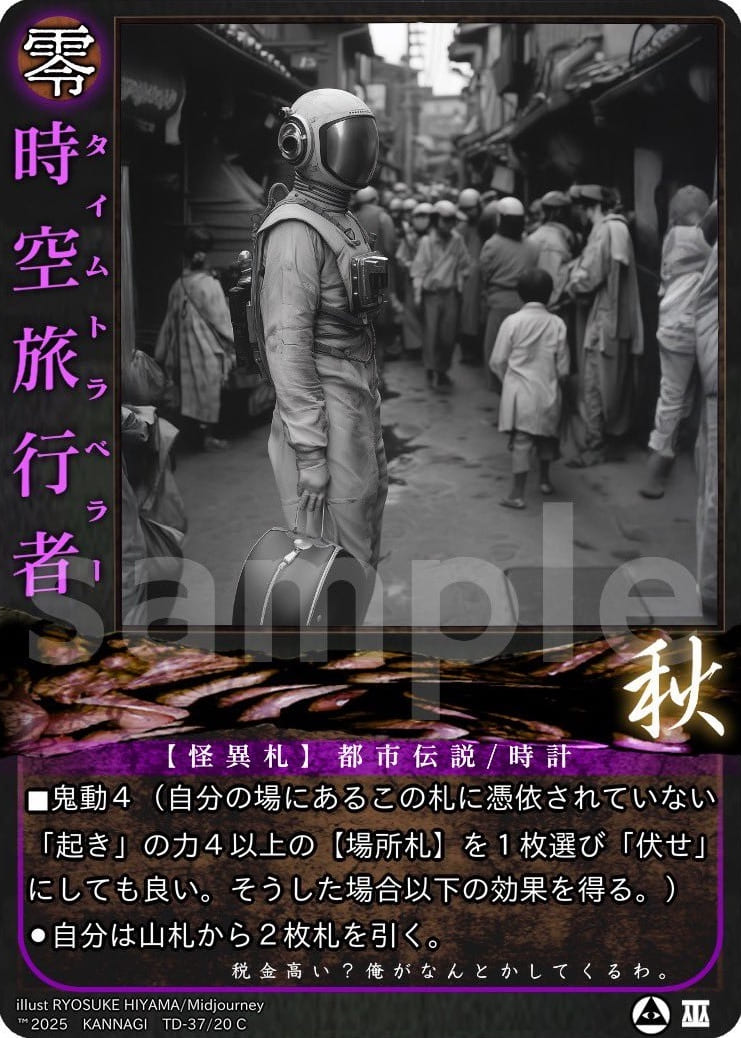 零
時空旅行者
タイムトラベラー
sample
秋
【怪異札】都市伝説/時計
■鬼動４（自分の場にあるこの札に憑依されていない
「起き」の力４以上の【場所札】を１枚選び「伏せ」
にしても良い。そうした場合以下の効果を得る。）
●自分は山札から２枚札を引く。
税金高い？俺がなんとかしてくるわ。
illust RYOSUKE HIYAMA/Midjourney
™2025 KANNAGI TD-37/20 C
巫